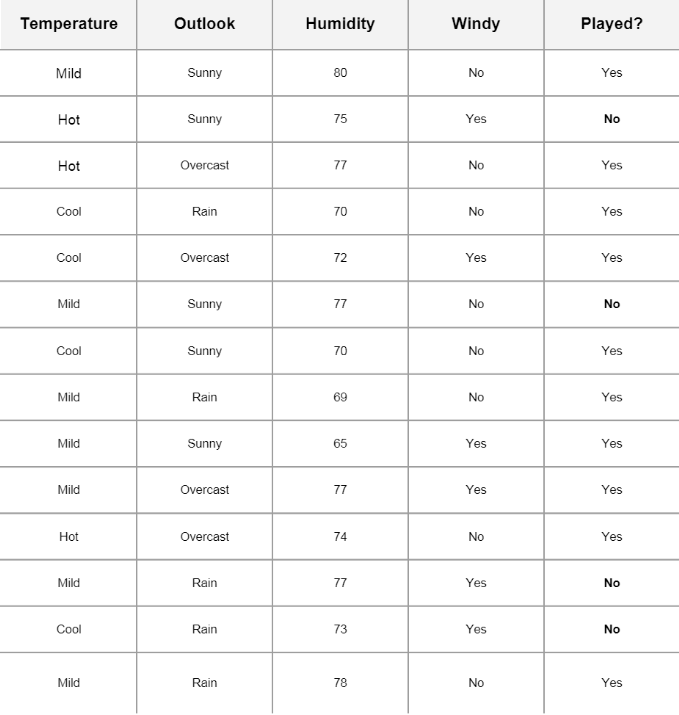 Temperature Outlook Humidity Windy Played?
Mild Sunny 80 No Yes
Hot Sunny 75 Yes No
Hot Overcast 77 No Yes
Cool Rain 70 No Yes
Cool Overcast 72 Yes Yes
Mild Sunny 77 No No
Cool Sunny 70 No Yes
Mild Rain 69 No Yes
Mild Sunny 65 Yes Yes
Mild Overcast 77 Yes Yes
Hot Overcast 74 No Yes
Mild Rain 77 Yes No
Cool Rain 73 Yes No
Mild Rain 78 No Yes